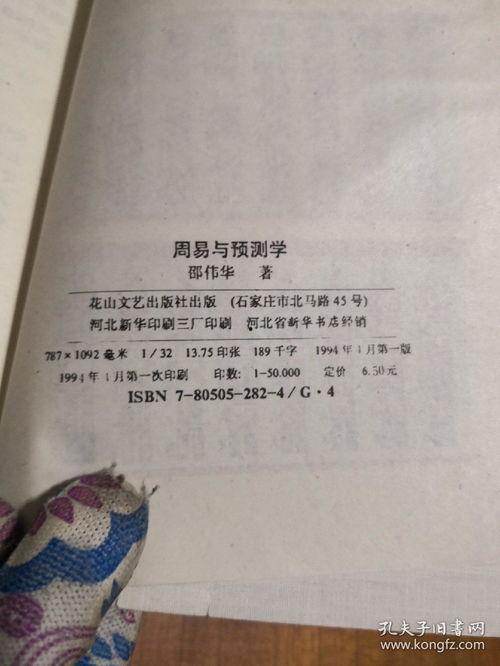 周易与预测学
邵伟华 著
花山文艺出版社出版 (石家庄市北马路45号)
河北新华印刷三厂印刷 河北省新华书店经销
787×1092毫米 1/32 13.75印张 189千字 1994年1月第一版
1994年1月第一次印刷 印数:1-50.000 定价 6.50元
ISBN 7-80505-282-4/G·4
孔夫子旧书网
www.kongfz.com